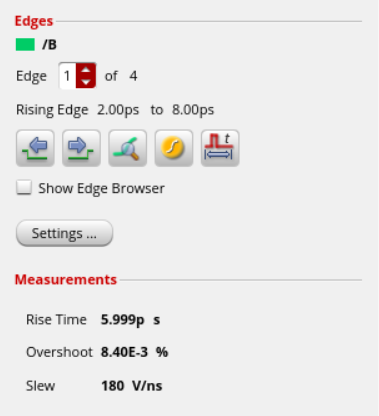 Edges
/B
Edge 1 of 4
Rising Edge 2.00ps to 8.00ps
t
Show Edge Browser
Settings ...
Measurements
Rise Time 5.999p s
Overshoot 8.40E-3 %
Slew 180 V/ns